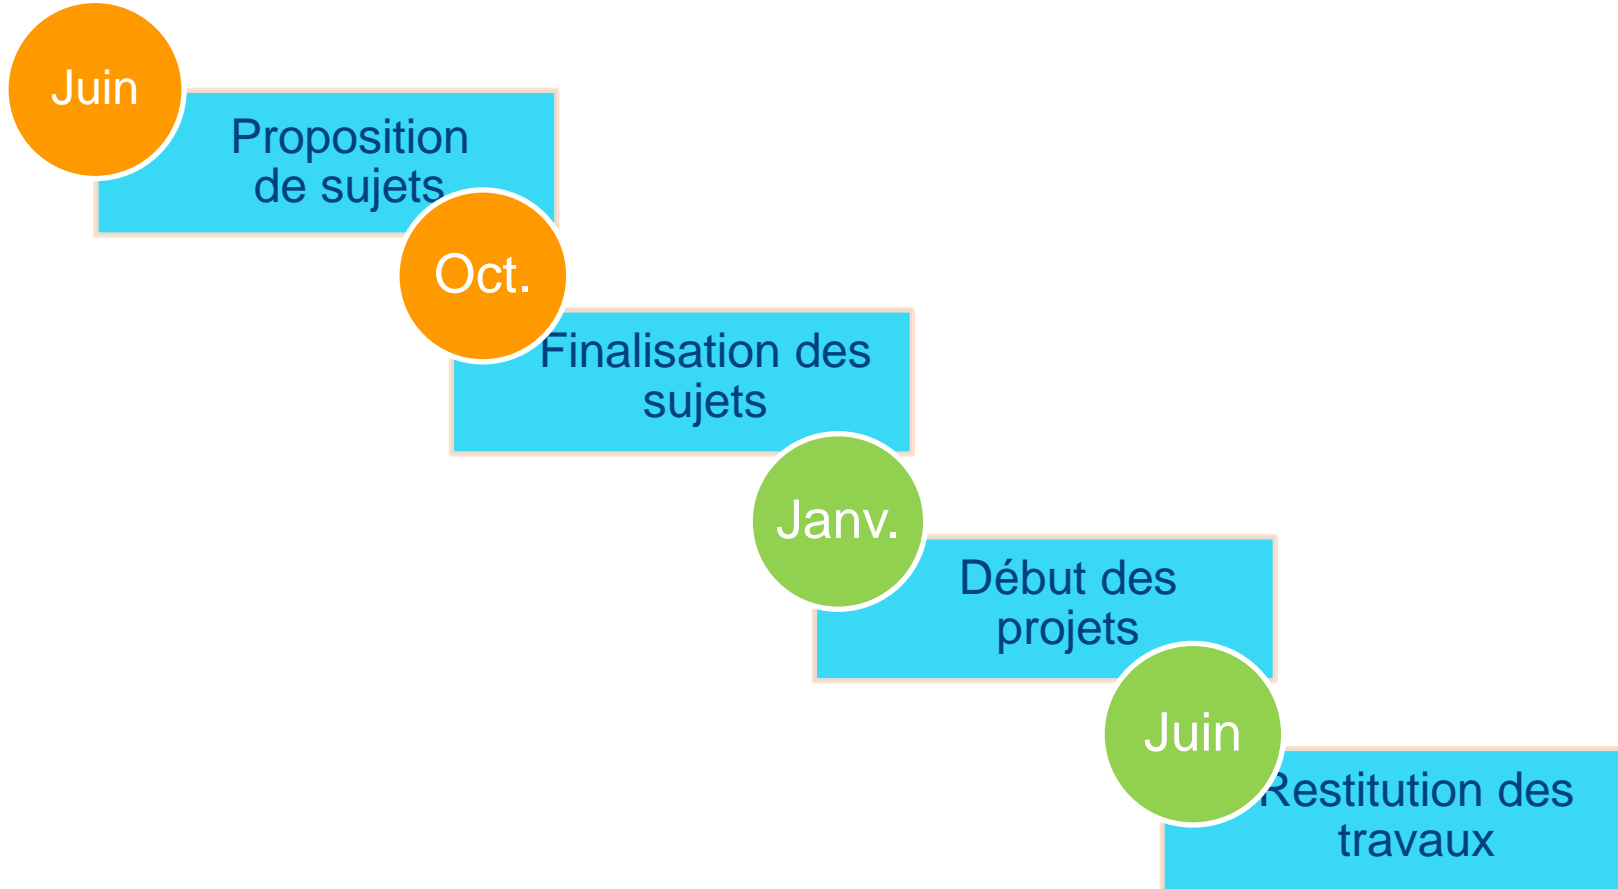 Juin
Proposition
de sujets
Oct.
Finalisation des
sujets
Janv.
Début des
projets
Juin
Restitution des
travaux